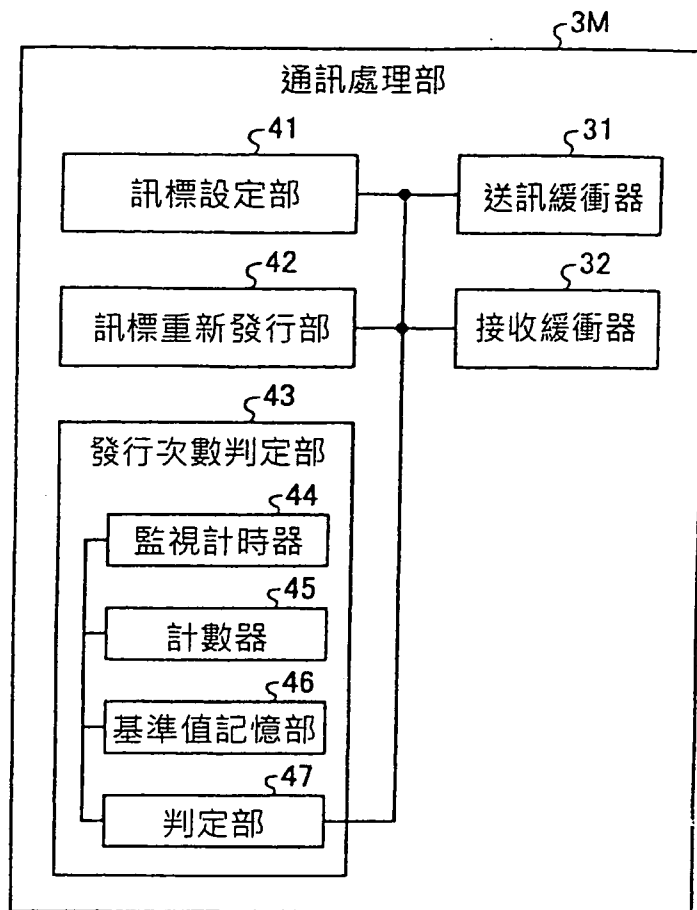 3M
通訊處理部
41
訊標設定部
31
送訊緩衝器
42
訊標重新發行部
32
接收緩衝器
43
發行次數判定部
44
監視計時器
45
計數器
46
基準值記憶部
47
判定部